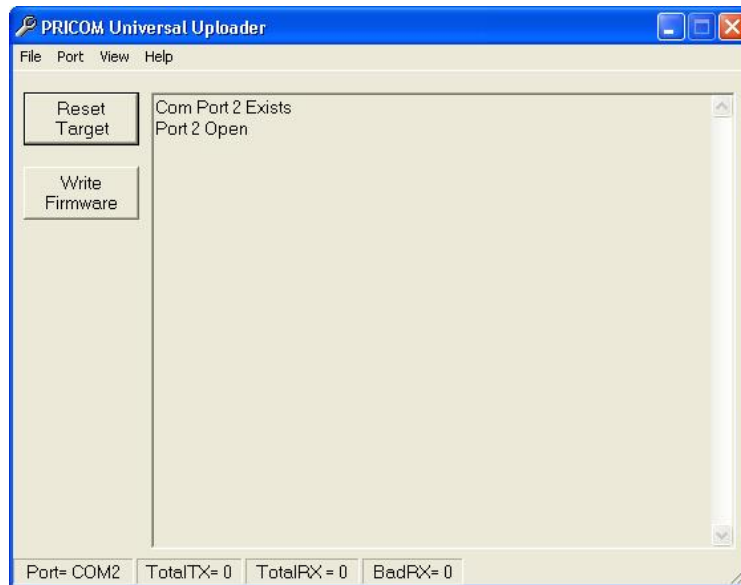 PRICOM Universal Uploader
File Port View Help
Reset
Target
Com Port 2 Exists
Port 2 Open
Write
Firmware
Port= COM2 TotalTX= 0 TotalRX = 0 BadRX= 0